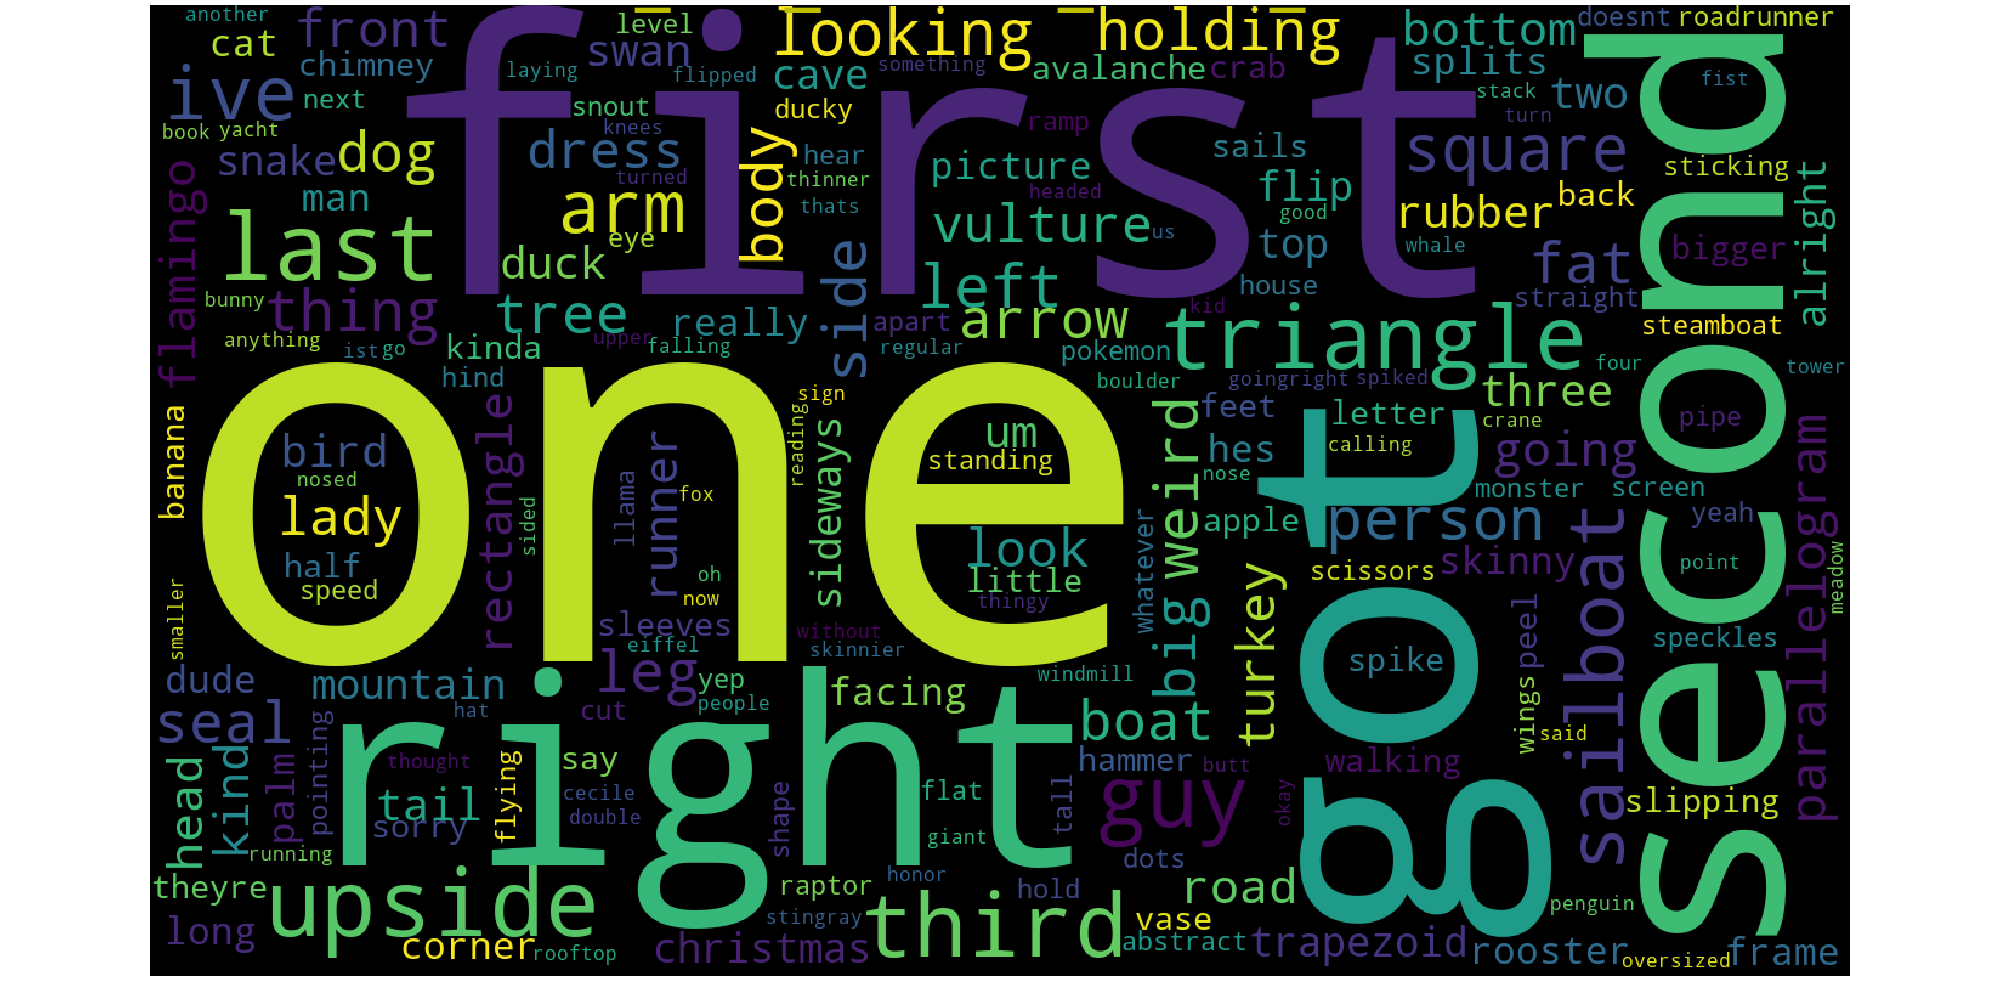 another
cat
front
level
swan
looking
holding
bottom
doesnt
roadrunner
chimney
laying
flipped
something
cave
avalanche
crab
splits
fist
ive
next
snout
ducky
stack
two
first
second
book
yacht
knees
ramp
turn
snake
dog
dress
body
hear
picture
sails
square
sticking
flamingo
man
turned
thinner
headed
flip
rubber
back
arm
thats
vulture
us
good
last
eye
side
top
whale
bigger
alright
duck
left
house
fat
bunny
thing
tree
really
apart
arrow
kid
straight
triangle
steamboat
anything
ist
go
kinda
upper
falling
regular
pokemon
four
tower
hind
boulder
goingright
spiked
three
banana
rectangle
sign
feet
letter
crane
pipe
one
bird
reading
um
hes
calling
going
nosed
runner
standing
weird
nose
monster
screen
lady
sided
llama
fox
sideways
apple
person
yeah
parallelogram
half
oh
look
whatever
scissors
skinny
point
speed
now
little
thingy
turkey
got
meadow
smaller
sleeves
without
big
peel
speckles
eiffel
skinnier
spike
dude
mountain
leg
yep
facing
windmill
sailboat
seal
hat
cut
people
boat
wings
said
right
head
kind
palm
pointing
thought
flying
say
hammer
butt
walking
tail
cecile
shape
flat
tall
guy
okay
slipping
sorry
double
running
giant
dots
theyre
upside
raptor
honor
hold
road
penguin
long
stingray
third
vase
corner
rooftop
christmas
abstract
trapezoid
rooster
oversized
frame